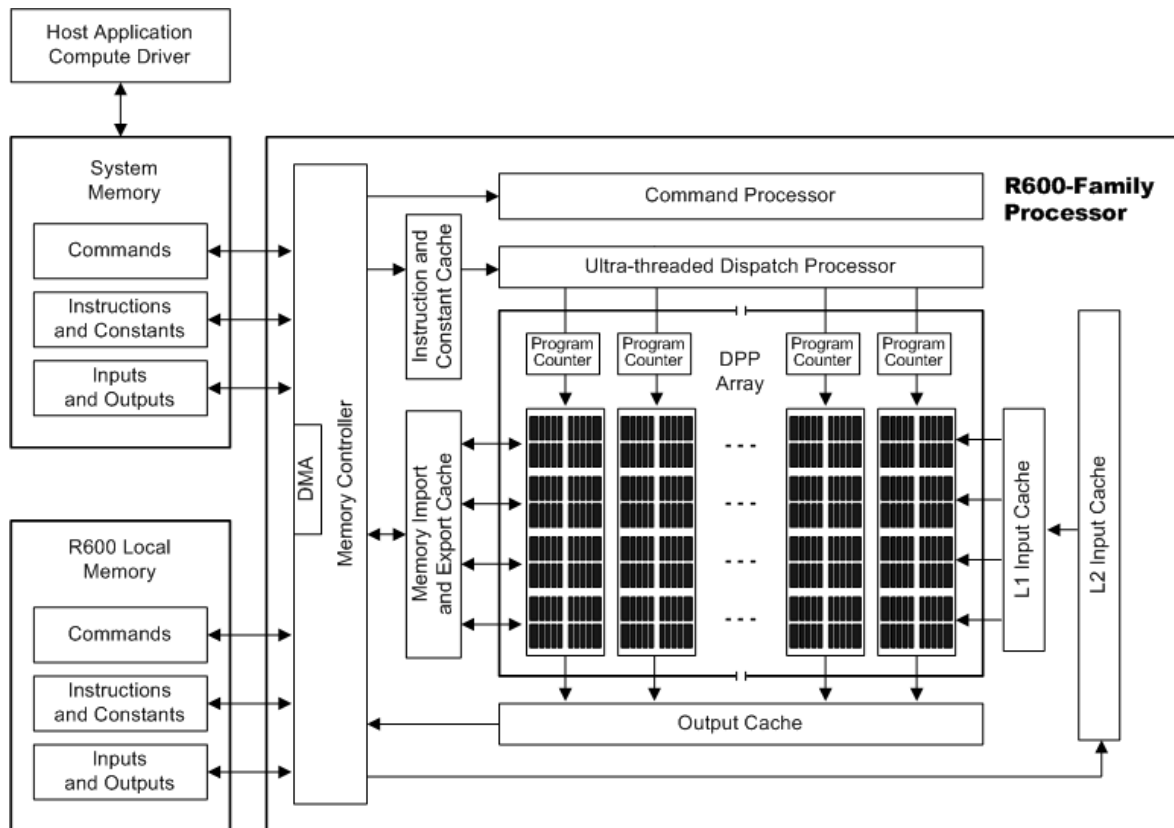 Host Application
Compute Driver
System
Memory
Commands
Instructions
and Constants
Inputs
and Outputs
R600 Local
Memory
Commands
Instructions
and Constants
Inputs
and Outputs
DMA
Memory Controller
Instruction and
Constant Cache
Memory Import
and Export Cache
Command Processor
Ultra-threaded Dispatch Processor
R600-Family
Processor
Program
Counter
Program
Counter
DPP
Array
Program
Counter
Program
Counter
L1 Input Cache
L2 Input Cache
Output Cache